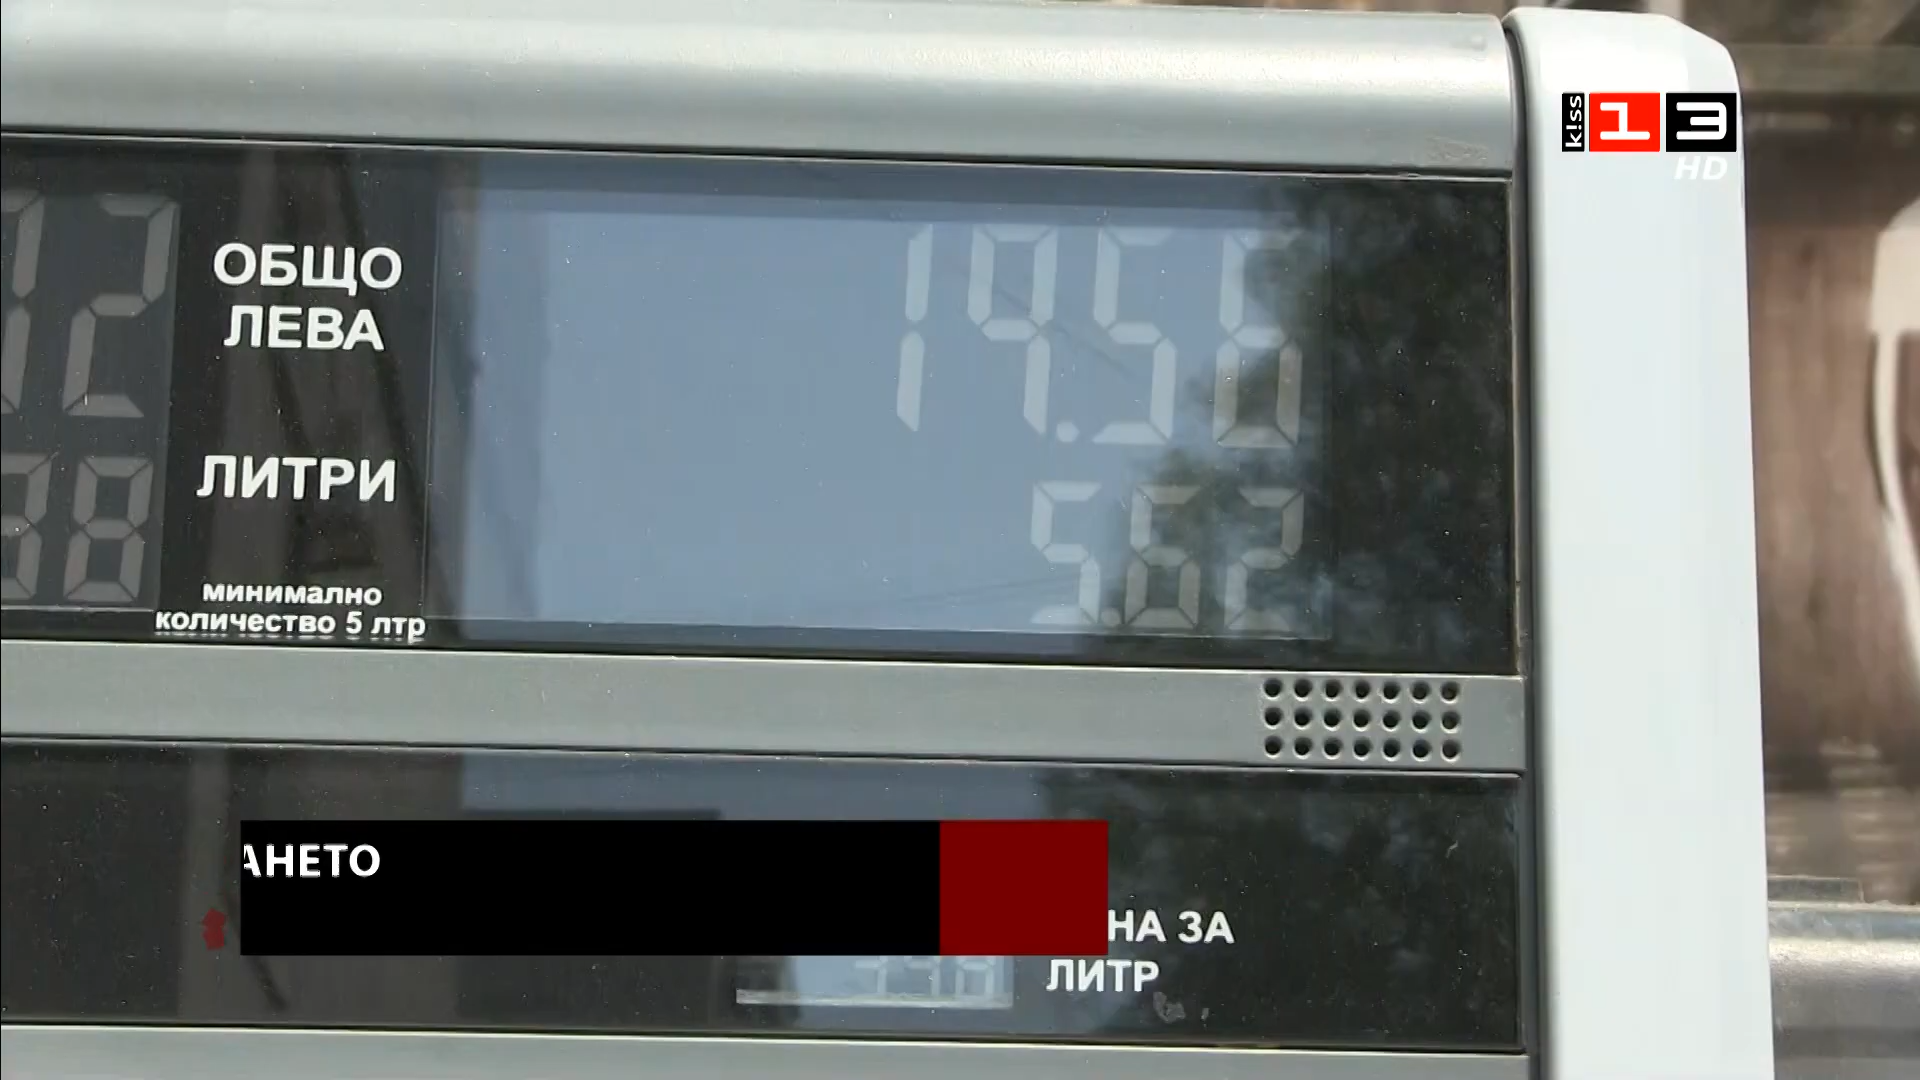 kiss 13
HD
ОБЩО
ЛЕВА
19.56
ЛИТРИ
5.62
минимално
количество 5 лтр
АНЕТО
НА ЗА
ЛИТР